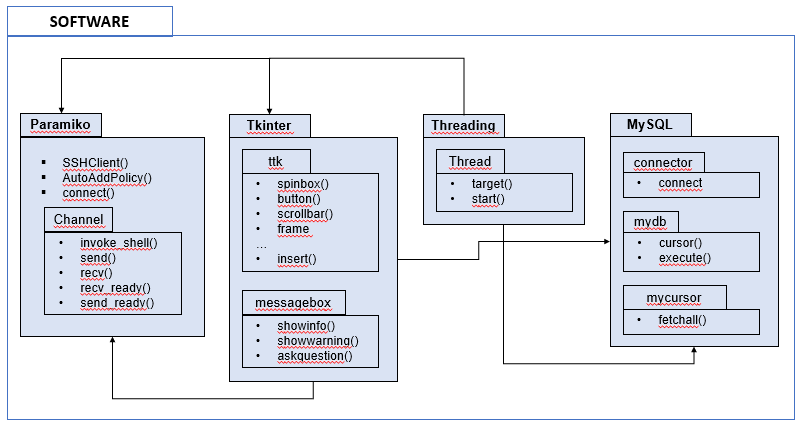 SOFTWARE
Paramiko
▪ SSHClient()
▪ AutoAddPolicy()
▪ connect()
Channel
• invoke_shell()
• send()
• recv()
• recv_ready()
• send_ready()
Tkinter
ttk
• spinbox()
• button()
• scrollbar()
• frame
...
• insert()
messagebox
• showinfo()
• showwarning()
• askquestion()
Threading
Thread
• target()
• start()
MySQL
connector
• connect
mydb
• cursor()
• execute()
mycursor
• fetchall()